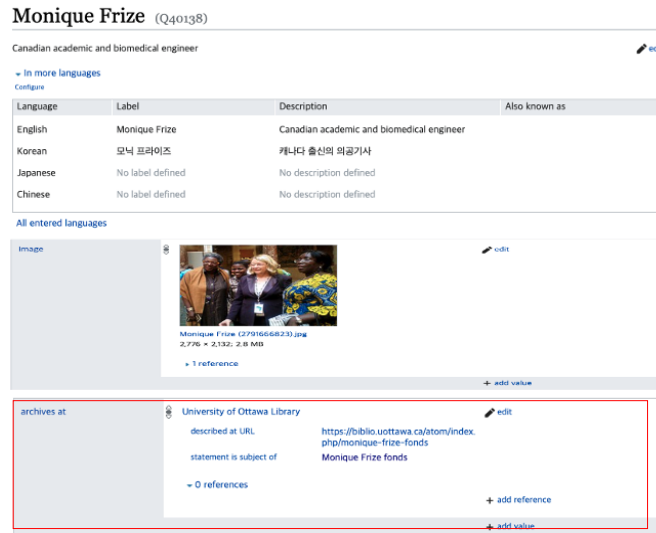 Monique Frize (Q40138)
Canadian academic and biomedical engineer
In more languages
Configure
Language Label Description Also known as
English Monique Frize Canadian academic and biomedical engineer
Korean 모닉 프라이즈 캐나다 출신의 의공기사
Japanese No label defined No description defined
Chinese No label defined No description defined
All entered languages
Image edit
Monique Frize (2791666823).jpg
2,776 × 2,132; 2.8 MB
1 reference
+ add value
archives at University of Ottawa Library edit
described at URL https://biblio.uottawa.ca/atom/index.
php/monique-frize-fonds
statement is subject of Monique Frize fonds
0 references
+ add reference
+ add value